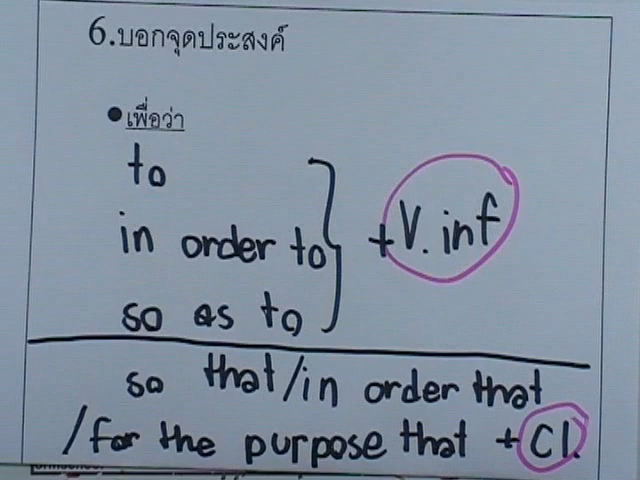 6.บอกจุดประสงค์
● เพื่อว่า
to
in order to } + V. inf
so as to
so that/in order that
/for the purpose that + Cl.